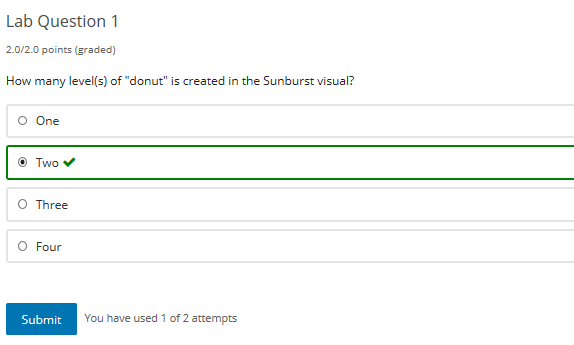 Lab Question 1
2.0/2.0 points (graded)
How many level(s) of "donut" is created in the Sunburst visual?
One
Two
Three
Four
Submit You have used 1 of 2 attempts